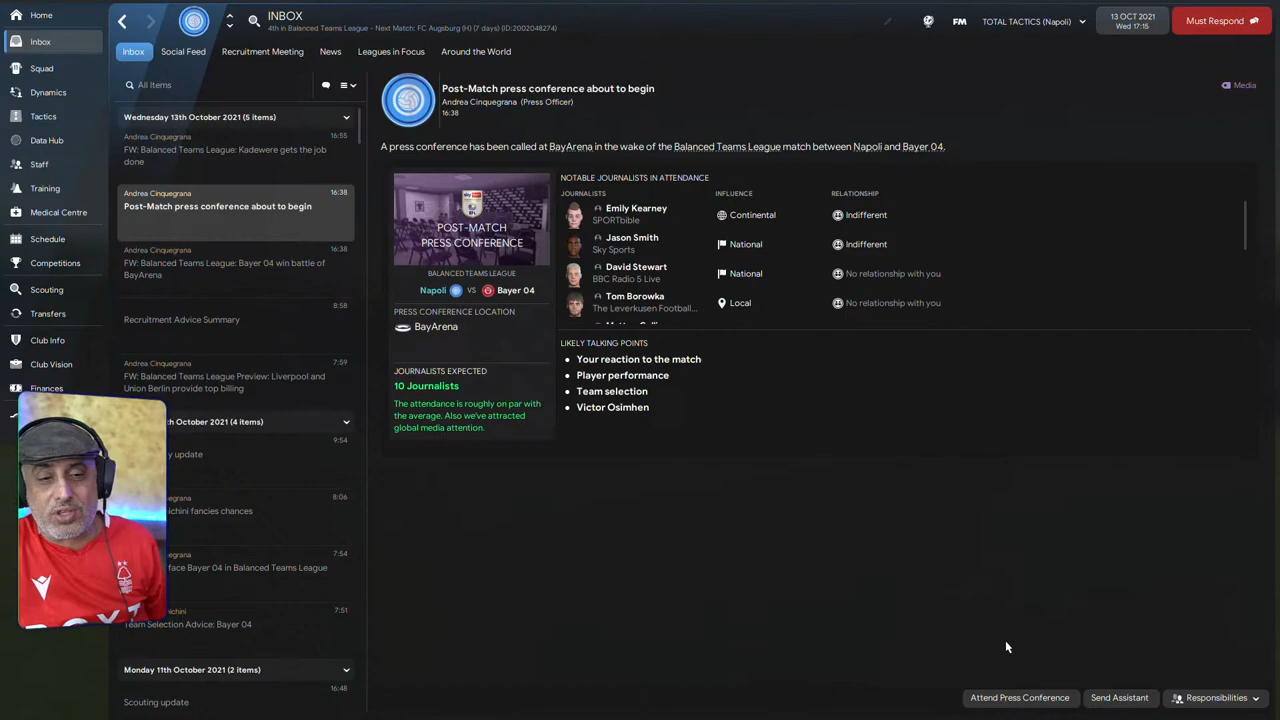 Home
Inbox
Squad
Dynamics
Tactics
Data Hub
Staff
Training
Medical Centre
Schedule
Competitions
Scouting
Transfers
Club Info
Club Vision
Finances
INBOX
4th in Balanced Teams League - Next Match: FC Augsburg (H) (7 days) (ID:2002048274)
FM
TOTAL TACTICS (Napoli)
13 OCT 2021
Wed 17:15
Must Respond
Inbox
Social Feed
Recruitment Meeting
News
Leagues in Focus
Around the World
All Items
Wednesday 13th October 2021 (5 items)
Andrea Cinquegrana
16:55
FW: Balanced Teams League: Kadewere gets the job
done
Andrea Cinquegrana
16:38
Post-Match press conference about to begin
Andrea Cinquegrana
16:38
FW: Balanced Teams League: Bayer 04 win battle of
BayArena
8:58
Recruitment Advice Summary
Andrea Cinquegrana
7:59
FW: Balanced Teams League Preview: Liverpool and
Union Berlin provide top billing
October 2021 (4 items)
9:54
update
8:06
fancies chances
7:54
face Bayer 04 in Balanced Teams League
7:51
Team Selection Advice: Bayer 04
Monday 11th October 2021 (2 items)
16:48
Scouting update
Post-Match press conference about to begin
Andrea Cinquegrana (Press Officer)
16:38
Media
A press conference has been called at BayArena in the wake of the Balanced Teams League match between Napoli and Bayer 04.
sky BET
EFL
POST-MATCH
PRESS CONFERENCE
BALANCED TEAMS LEAGUE
Napoli VS Bayer 04
PRESS CONFERENCE LOCATION
BayArena
JOURNALISTS EXPECTED
10 Journalists
The attendance is roughly on par with
the average. Also we've attracted
global media attention.
NOTABLE JOURNALISTS IN ATTENDANCE
JOURNALISTS
INFLUENCE
RELATIONSHIP
Emily Kearney
SPORTbible
Continental
Indifferent
Jason Smith
Sky Sports
National
Indifferent
David Stewart
BBC Radio 5 Live
National
No relationship with you
Tom Borowka
The Leverkusen Football...
Local
No relationship with you
LIKELY TALKING POINTS
Your reaction to the match
Player performance
Team selection
Victor Osimhen
Attend Press Conference
Send Assistant
Responsibilities